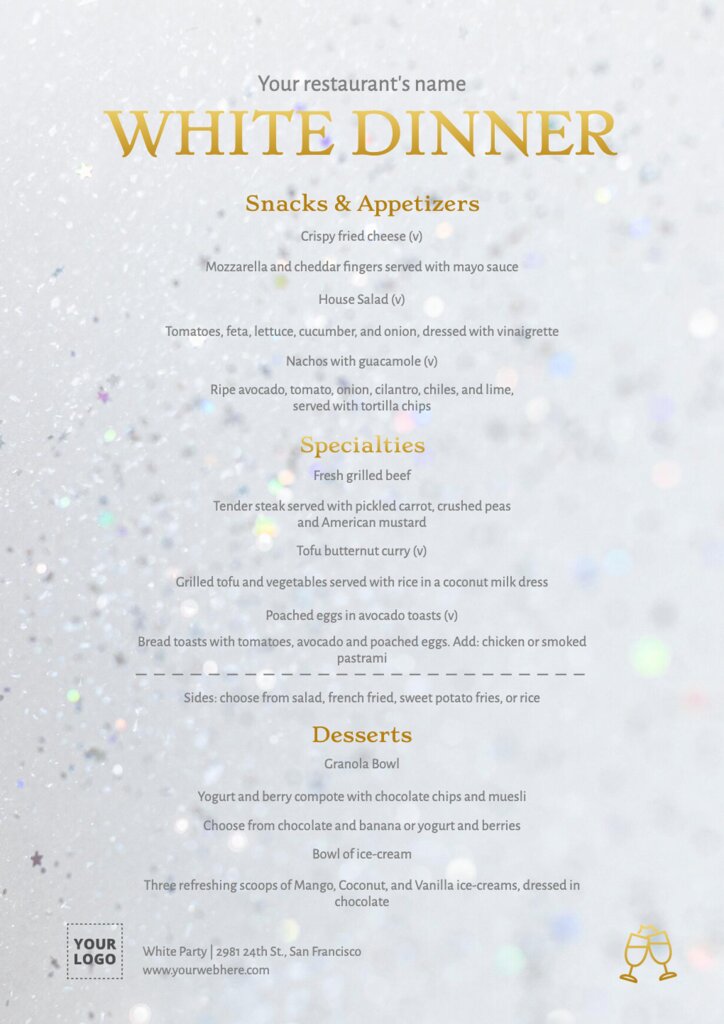 Your restaurant's name
WHITE DINNER
Snacks & Appetizers
Crispy fried cheese (v)
Mozzarella and cheddar fingers served with mayo sauce
House Salad (v)
Tomatoes, feta, lettuce, cucumber, and onion, dressed with vinaigrette
Nachos with guacamole (v)
Ripe avocado, tomato, onion, cilantro, chiles, and lime,
served with tortilla chips
Specialties
Fresh grilled beef
Tender steak served with pickled carrot, crushed peas
and American mustard
Tofu butternut curry (v)
Grilled tofu and vegetables served with rice in a coconut milk dress
Poached eggs in avocado toasts (v)
Bread toasts with tomatoes, avocado and poached eggs. Add: chicken or smoked
pastrami
Sides: choose from salad, french fried, sweet potato fries, or rice
Desserts
Granola Bowl
Yogurt and berry compote with chocolate chips and muesli
Choose from chocolate and banana or yogurt and berries
Bowl of ice-cream
Three refreshing scoops of Mango, Coconut, and Vanilla ice-creams, dressed in
chocolate
YOUR
LOGO
White Party | 2981 24th St., San Francisco
www.yourwebhere.com